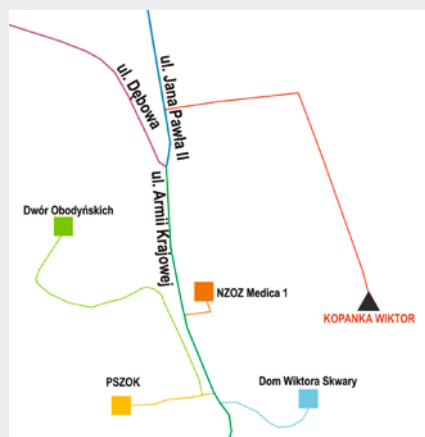 ul. Dębowa
ul. Jana Pawła II
ul. Armii Krajowej
Dwór Obodyńskich
NZOZ Medica 1
KOPANKA WIKTOR
PSZOK
Dom Wiktora Skwary